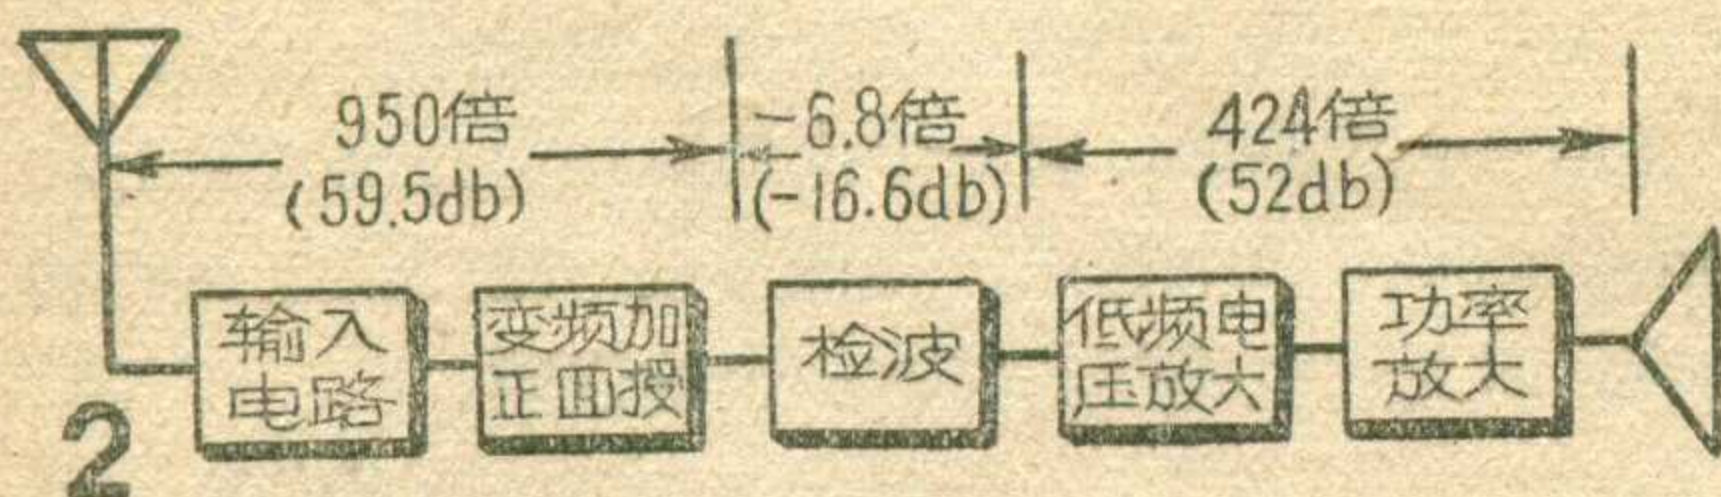 950倍
(59.5db)
-6.8倍
(-16.6db)
424倍
(52db)
输入
电路
变频加
正囬授
检波
低频电
压放大
功率
放大
2